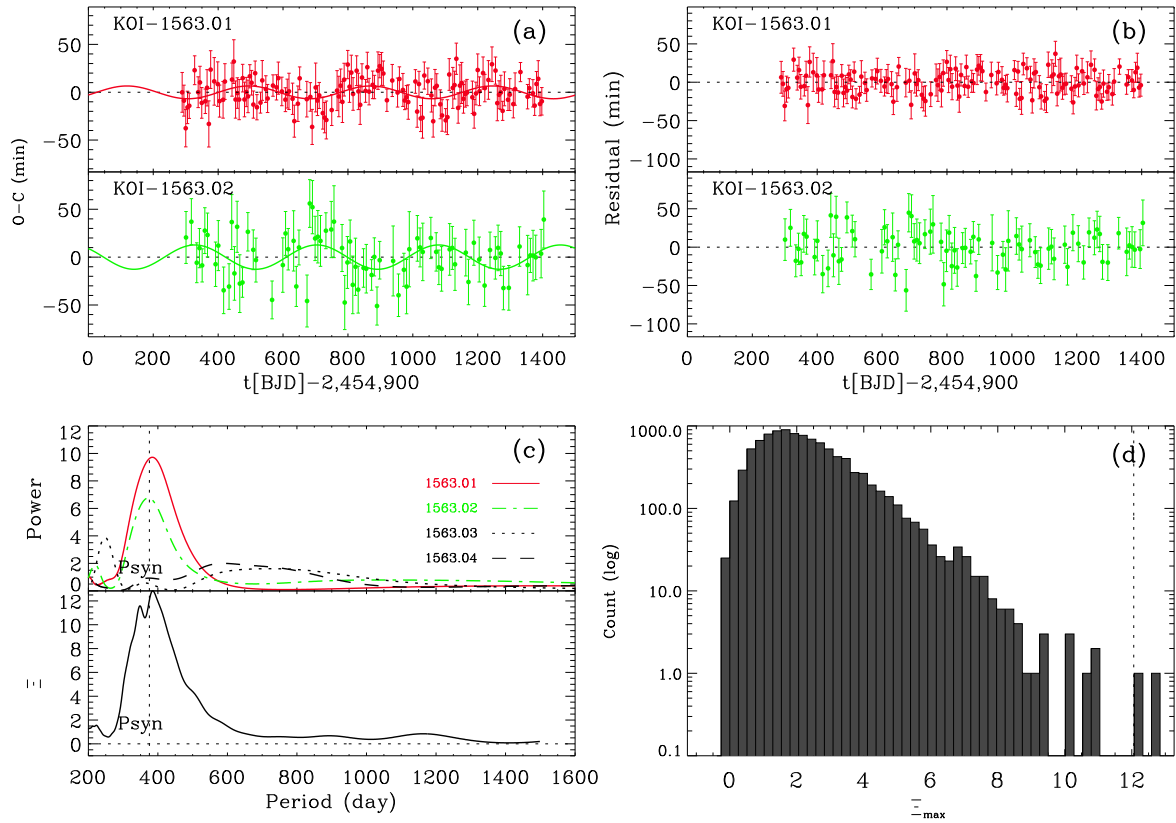 KOI-1563.01
(a)
50
0
-50
KOI-1563.02
50
0
-50
O-C (min)
0 200 400 600 800 1000 1200 1400
t[BJD]-2,454,900
KOI-1563.01
(b)
50
0
-50
-100
KOI-1563.02
50
0
-50
-100
Residual (min)
0 200 400 600 800 1000 1200 1400
t[BJD]-2,454,900
12
10
8
6
4
2
0
Power
(c)
1563.01
1563.02
1563.03
1563.04
Psyn
12
10
8
6
4
2
0
Ξ
Psyn
200 400 600 800 1000 1200 1400 1600
Period (day)
1000.0
100.0
10.0
1.0
0.1
Count (log)
(d)
0 2 4 6 8 10 12
Ξmax